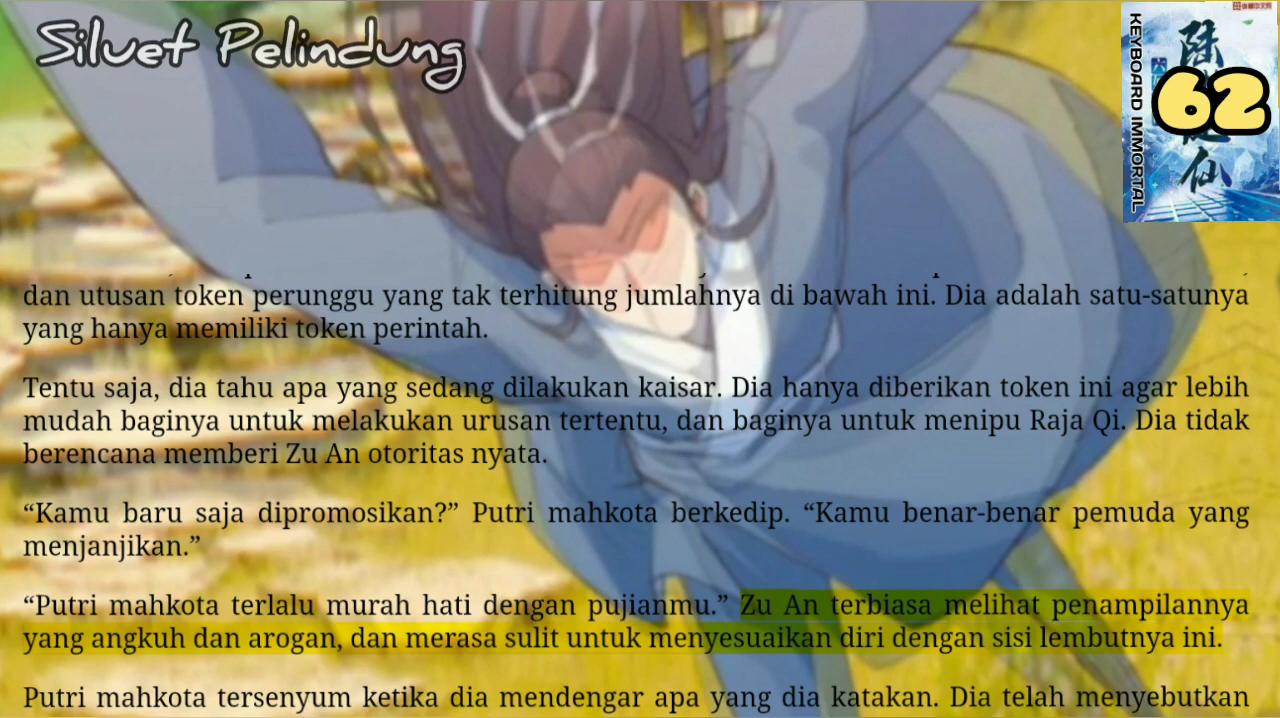 Siluet Pelindung
KEYBOARD IMMORTAL
62
dan utusan token perunggu yang tak terhitung jumlahnya di bawah ini. Dia adalah satu-satunya
yang hanya memiliki token perintah.
Tentu saja, dia tahu apa yang sedang dilakukan kaisar. Dia hanya diberikan token ini agar lebih
mudah baginya untuk melakukan urusan tertentu, dan baginya untuk menipu Raja Qi. Dia tidak
berencana memberi Zu An otoritas nyata.
“Kamu baru saja dipromosikan?” Putri mahkota berkedip. “Kamu benar-benar pemuda yang
menjanjikan.”
“Putri mahkota terlalu murah hati dengan pujianmu.” Zu An terbiasa melihat penampilannya
yang angkuh dan arogan, dan merasa sulit untuk menyesuaikan diri dengan sisi lembutnya ini.
Putri mahkota tersenyum ketika dia mendengar apa yang dia katakan. Dia telah menyebutkan